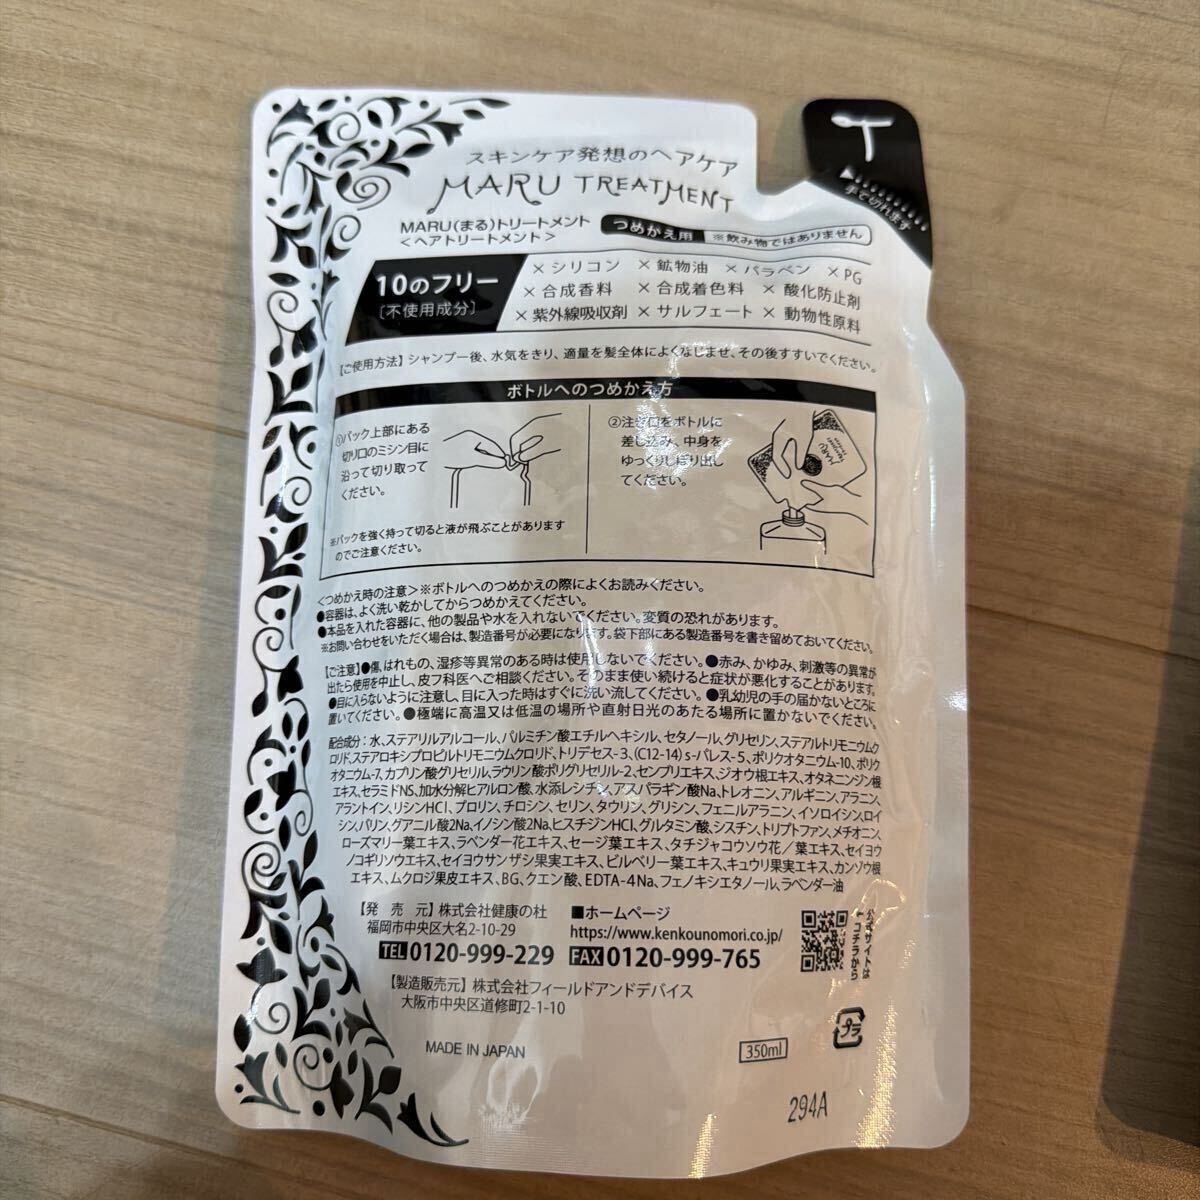 スキンケア発想のヘアケア
MARU TREATMENT
MARU(まる)トリートメント
<ヘアトリートメント>
つめかえ用
※飲み物ではありません
手で切れます
10のフリー
[不使用成分]
×シリコン ×鉱物油 ×パラベン ×PG
×合成香料 ×合成着色料 ×酸化防止剤
×紫外線吸収剤 ×サルフェート ×動物性原料
【ご使用方法】シャンプー後、水気をきり、適量を髪全体によくなじませ、その後すすいでください。
ボトルへのつめかえ方
①パック上部にある
切り口のミシン目に
沿って切り取って
ください。
※パックを強く持って切ると液が飛ぶことがあります
のでご注意ください。
②注ぎ口をボトルに
差し込み、中身を
ゆっくりしぼり出し
てください。
<つめかえ時の注意>※ボトルへのつめかえの際によくお読みください。
●容器は、よく洗い乾かしてからつめかえてください。
●本品を入れた容器に、他の製品や水を入れないでください。変質の恐れがあります。
※お問い合わせをいただく場合は、製造番号が必要になります。袋下部にある製造番号を書き留めておいてください。
【ご注意】●傷、はれもの、湿疹等異常のある時は使用しないでください。●赤み、かゆみ、刺激等の異常が
出たら使用を中止し、皮フ科医へご相談ください。そのまま使い続けると症状が悪化することがあります。
●目に入らないように注意し、目に入った時はすぐに洗い流してください。●乳幼児の手の届かないところに
置いてください。●極端に高温又は低温の場所や直射日光のあたる場所に置かないでください。
配合成分：水、ステアリルアルコール、パルミチン酸エチルヘキシル、セタノール、グリセリン、ステアルトリモニウムク
ロリド、ステアロキシプロピルトリモニウムクロリド、トリデセス-3、(C12-14)s-パレス-5、ポリクオタニウム-10、ポリク
オタニウム-7、カプリン酸グリセリル、ラウリン酸ポリグリセリル-2、センブリエキス、ジオウ根エキス、オタネニンジン根
エキス、セラミドNS、加水分解ヒアルロン酸、水添レシチン、アスパラギン酸Na、トレオニン、アルギニン、アラニン、
アラントイン、リシンHCl、プロリン、チロシン、セリン、タウリン、グリシン、フェニルアラニン、イソロイシン、ロイ
シン、バリン、グアニル酸2Na、イノシン酸2Na、ヒスチジンHCl、グルタミン酸、シスチン、トリプトファン、メチオニン、
ローズマリー葉エキス、ラベンダー花エキス、セージ葉エキス、タチジャコウソウ花／葉エキス、セイヨウ
ノコギリソウエキス、セイヨウサンザシ果実エキス、ビルベリー葉エキス、キュウリ果実エキス、カンゾウ根
エキス、ムクロジ果皮エキス、BG、クエン酸、EDTA-4Na、フェノキシエタノール、ラベンダー油
【発 売 元】株式会社健康の杜
福岡市中央区大名2-10-29
■ホームページ
https://www.kenkounomori.co.jp/
TEL 0120-999-229 FAX 0120-999-765
公式サイトは
コチラから
【製造販売元】株式会社フィールドアンドデバイス
大阪市中央区道修町2-1-10
MADE IN JAPAN
350ml
プラ
294A